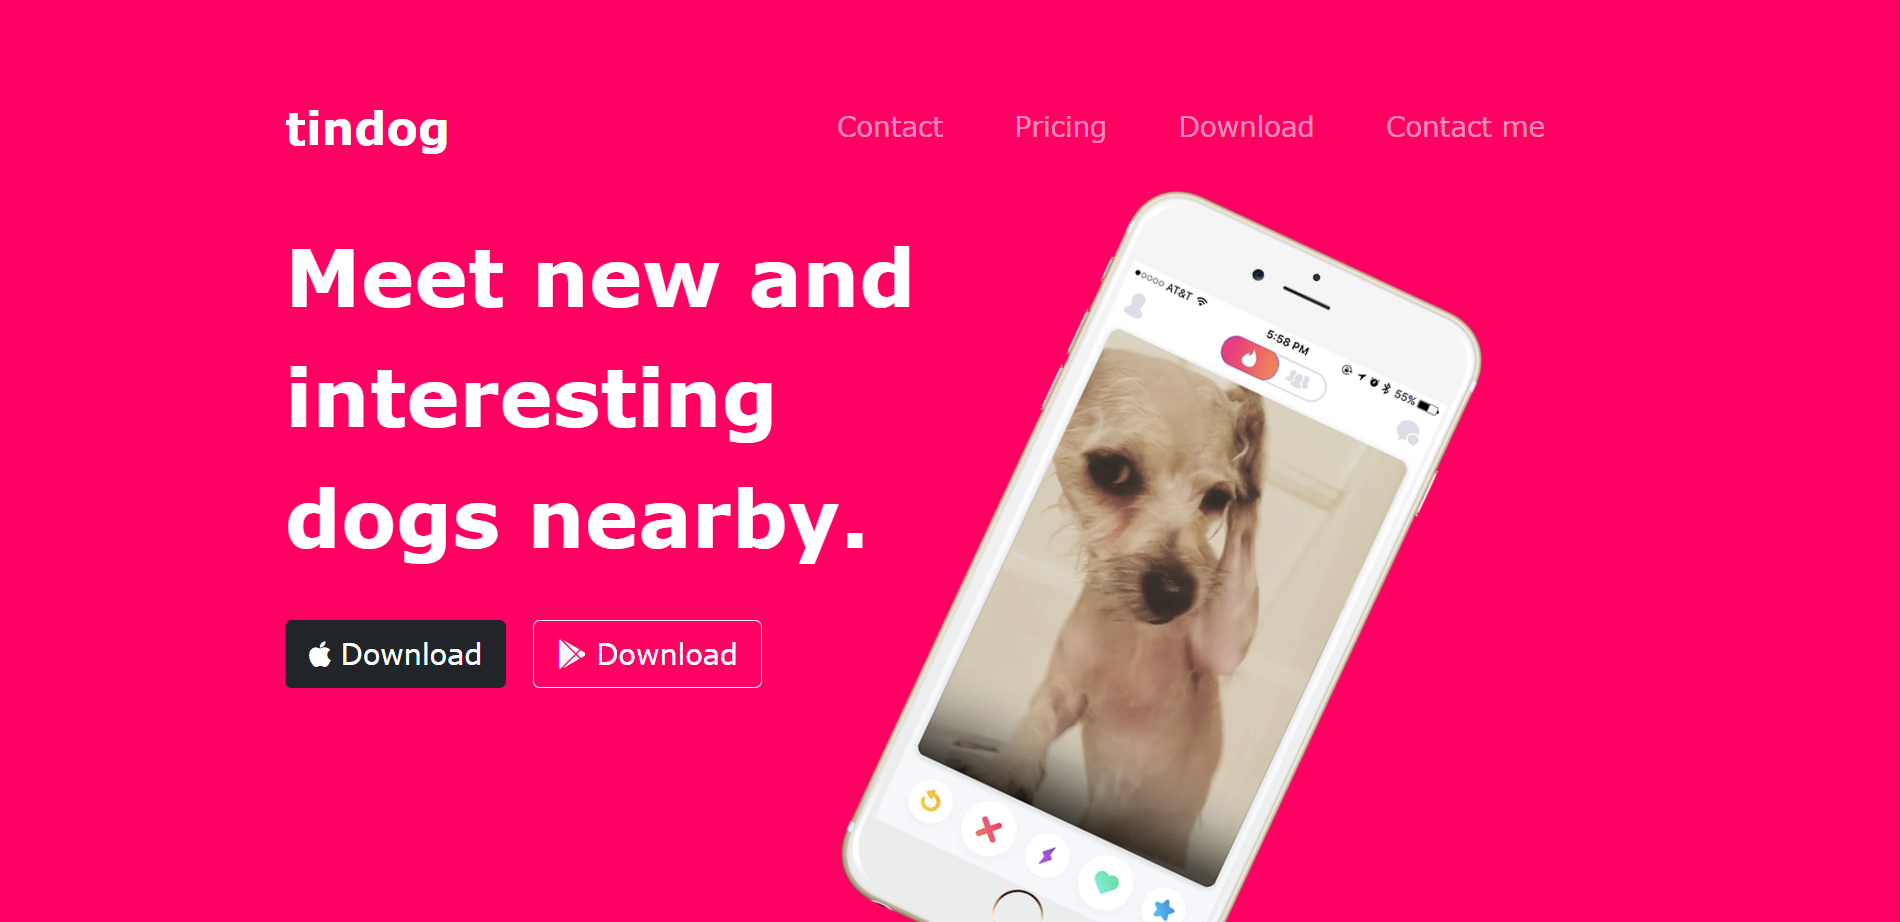 tindog
Contact Pricing Download Contact me
Meet new and
interesting
dogs nearby.
Download Download
AT&T
5:58 PM
55%